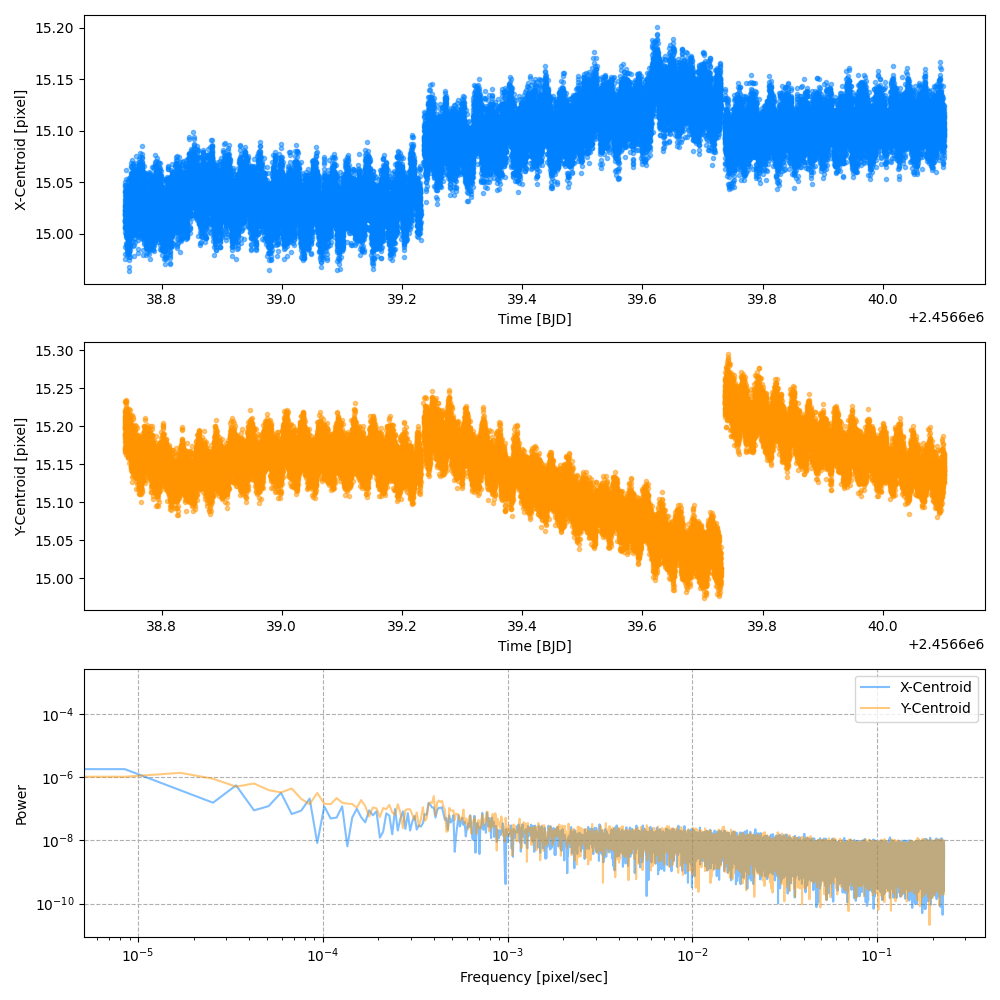 15.20
15.15
15.10
15.05
15.00
X-Centroid [pixel]
38.8 39.0 39.2 39.4 39.6 39.8 40.0
Time [BJD]
+2.4566e6
15.30
15.25
15.20
15.15
15.10
15.05
15.00
Y-Centroid [pixel]
38.8 39.0 39.2 39.4 39.6 39.8 40.0
Time [BJD]
+2.4566e6
X-Centroid
Y-Centroid
10⁻⁴
10⁻⁶
10⁻⁸
10⁻¹⁰
Power
10⁻⁵ 10⁻⁴ 10⁻³ 10⁻² 10⁻¹
Frequency [pixel/sec]